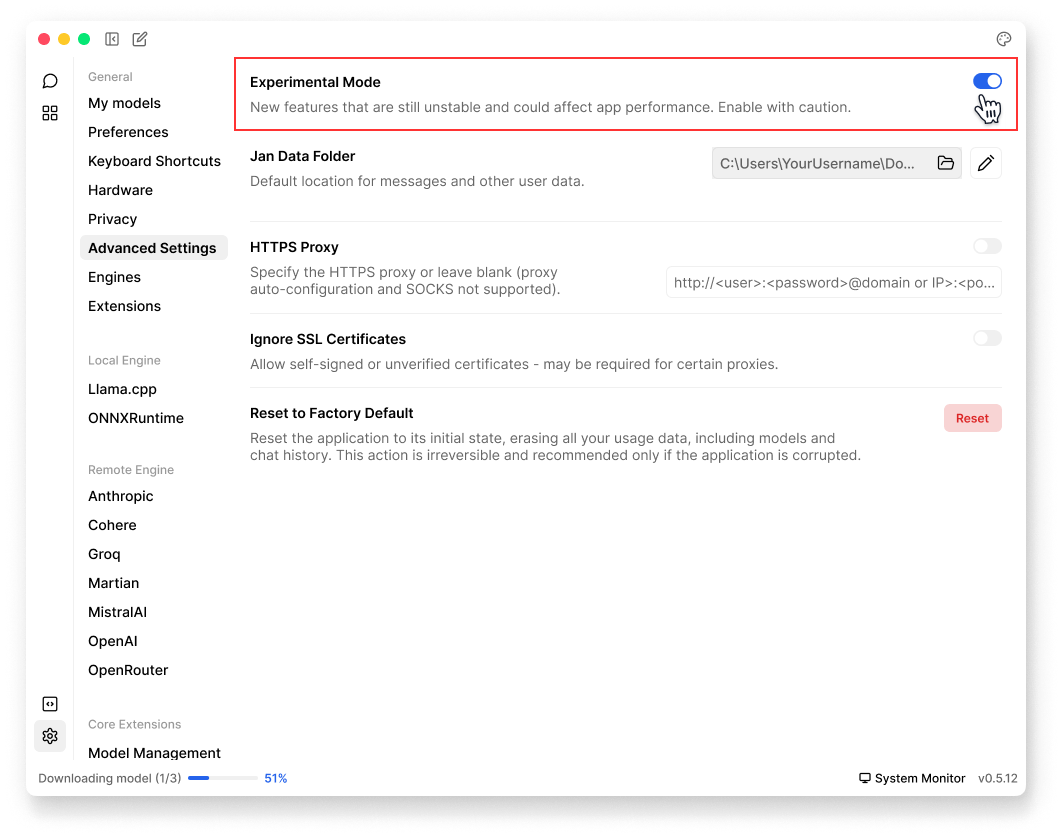 General
My models
Preferences
Keyboard Shortcuts
Hardware
Privacy
Advanced Settings
Engines
Extensions
Local Engine
Llama.cpp
ONNXRuntime
Remote Engine
Anthropic
Cohere
Groq
Martian
MistralAI
OpenAI
OpenRouter
Core Extensions
Model Management
Experimental Mode
New features that are still unstable and could affect app performance. Enable with caution.
Jan Data Folder
Default location for messages and other user data.
C:\Users\YourUsername\Do...
HTTPS Proxy
Specify the HTTPS proxy or leave blank (proxy
auto-configuration and SOCKS not supported).
http://<user>:<password>@domain or IP>:<po...
Ignore SSL Certificates
Allow self-signed or unverified certificates - may be required for certain proxies.
Reset to Factory Default
Reset the application to its initial state, erasing all your usage data, including models and
chat history. This action is irreversible and recommended only if the application is corrupted.
Reset
Downloading model (1/3) 51%
System Monitor v0.5.12